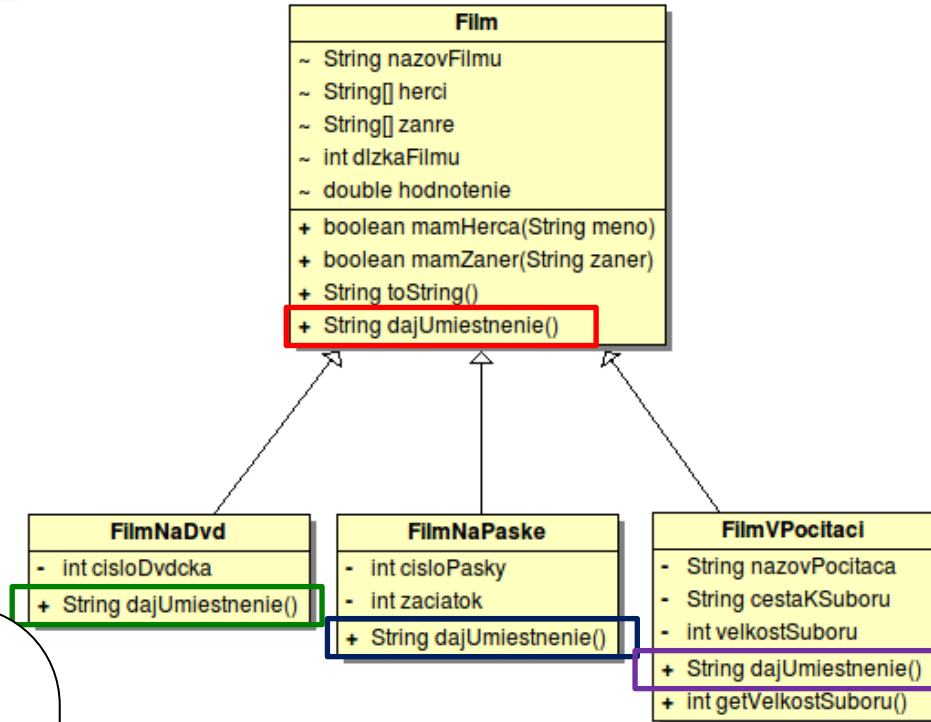 Film
~ String nazovFilmu
~ String[] herci
~ String[] zanre
~ int dlzkaFilmu
~ double hodnotenie
+ boolean mamHerca(String meno)
+ boolean mamZaner(String zaner)
+ String toString()
+ String dajUmiestnenie()
FilmNaDvd
- int cisloDvdcka
+ String dajUmiestnenie()
FilmNaPaske
- int cisloPasky
- int zaciatok
+ String dajUmiestnenie()
FilmVPocitaci
- String nazovPocitaca
- String cestaKSuboru
- int velkostSuboru
+ String dajUmiestnenie()
+ int getVelkostSuboru()